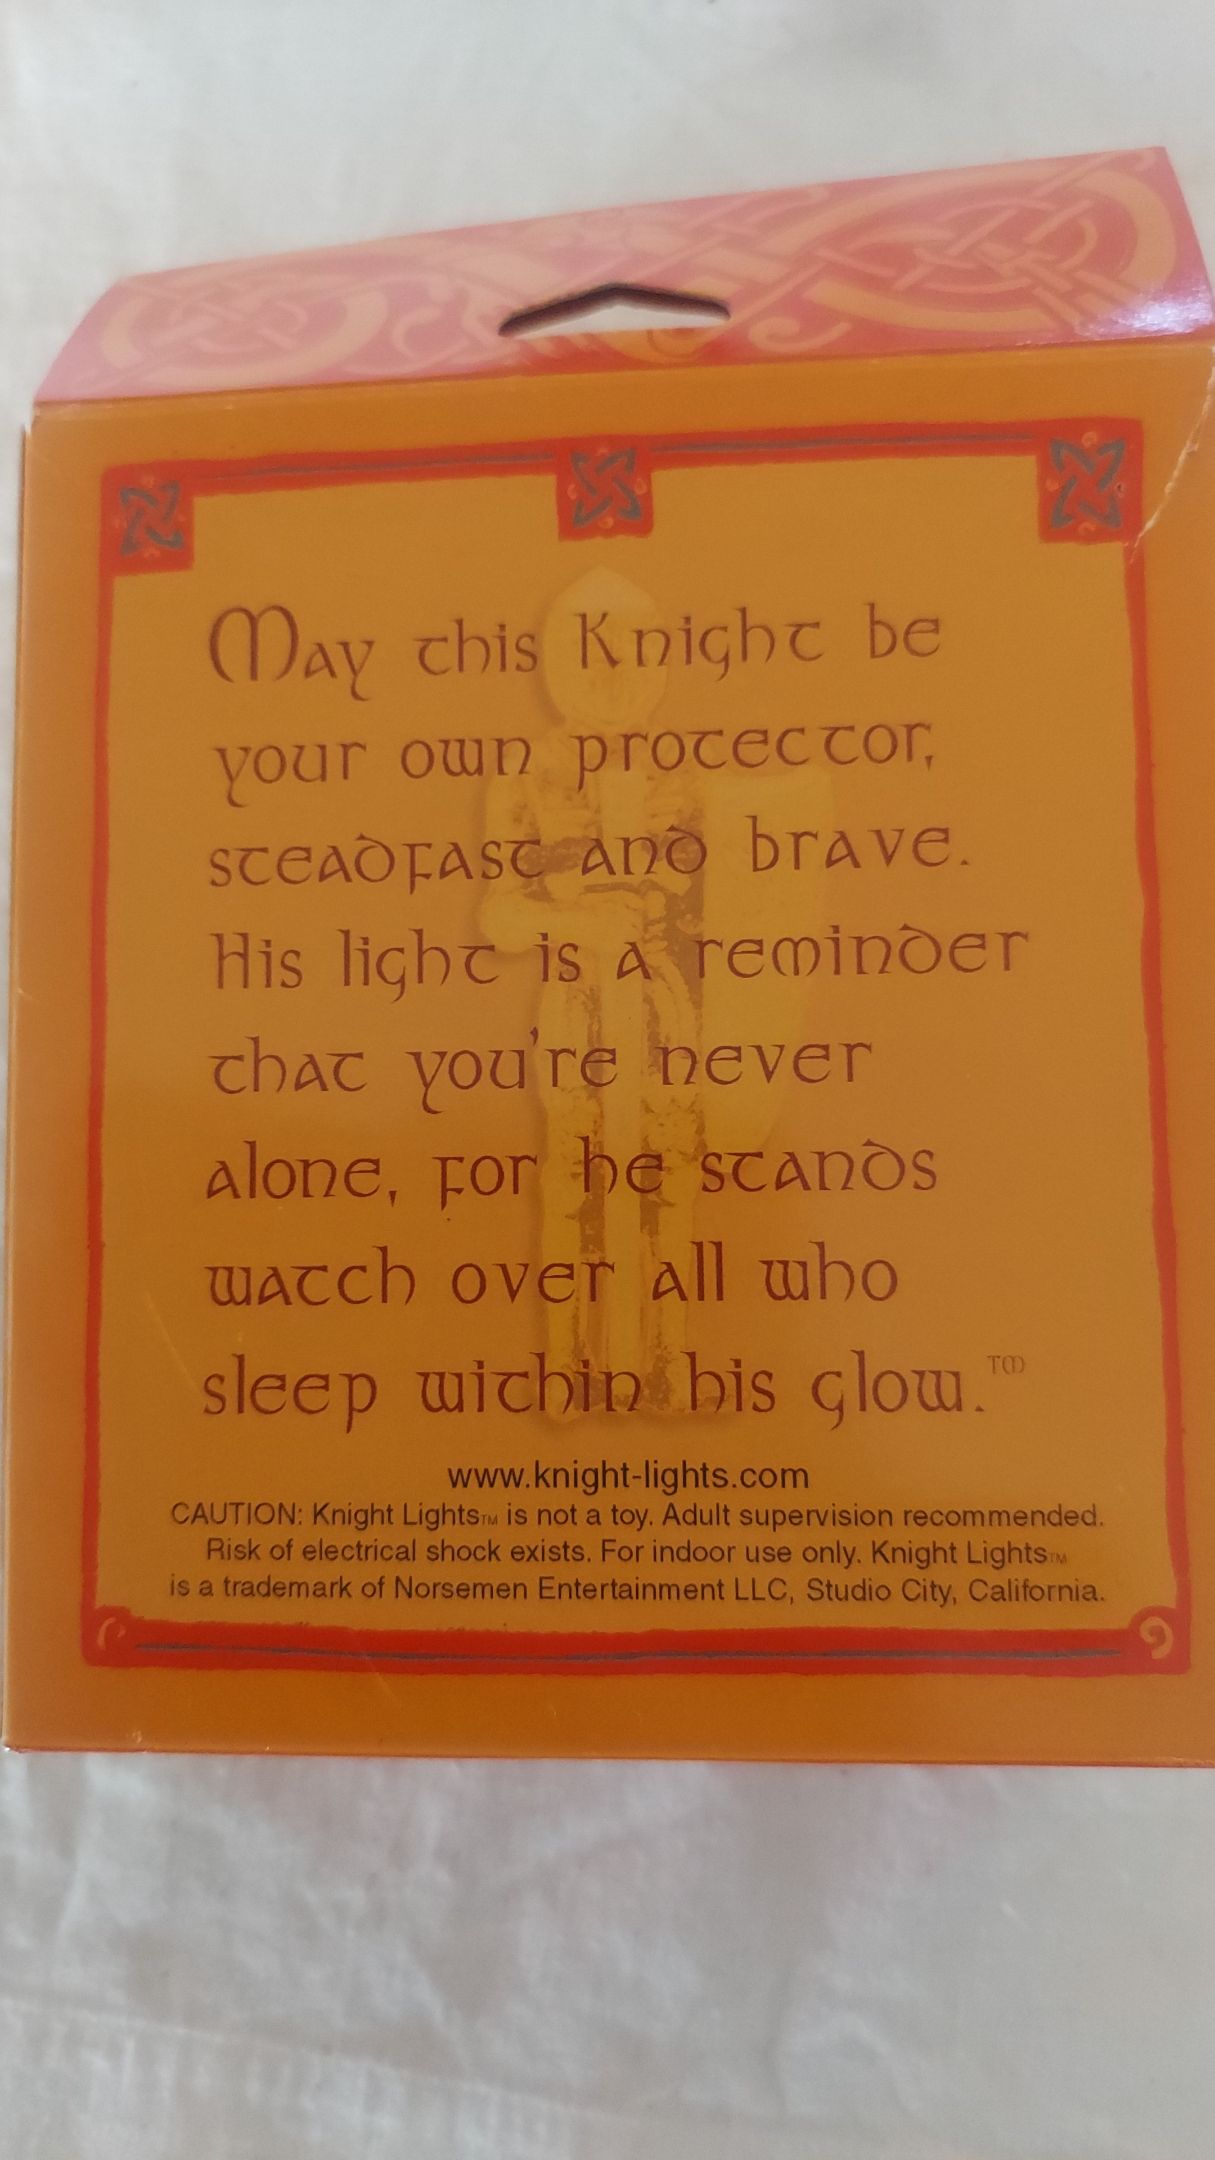 May this Knight be
your own protector,
steadfast and brave.
His light is a reminder
that you're never
alone, for he stands
watch over all who
sleep within his glow.™
www.knight-lights.com
CAUTION: Knight Lights™ is not a toy. Adult supervision recommended.
Risk of electrical shock exists. For indoor use only. Knight Lights™
is a trademark of Norsemen Entertainment LLC, Studio City, California.